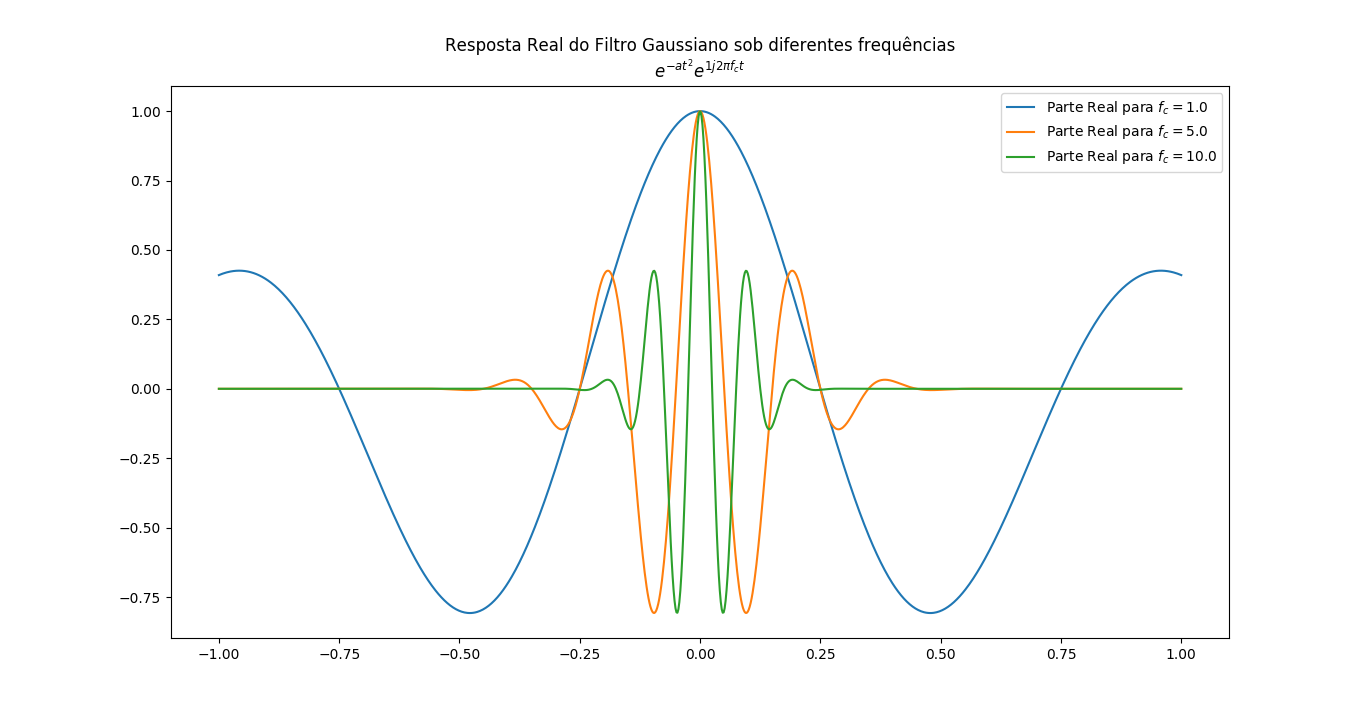 Resposta Real do Filtro Gaussiano sob diferentes frequências
$e^{-at^2}e^{1j2\pi f_c t}$
Parte Real para $f_c = 1.0$
Parte Real para $f_c = 5.0$
Parte Real para $f_c = 10.0$
1.00
0.75
0.50
0.25
0.00
−0.25
−0.50
−0.75
−1.00 −0.75 −0.50 −0.25 0.00 0.25 0.50 0.75 1.00